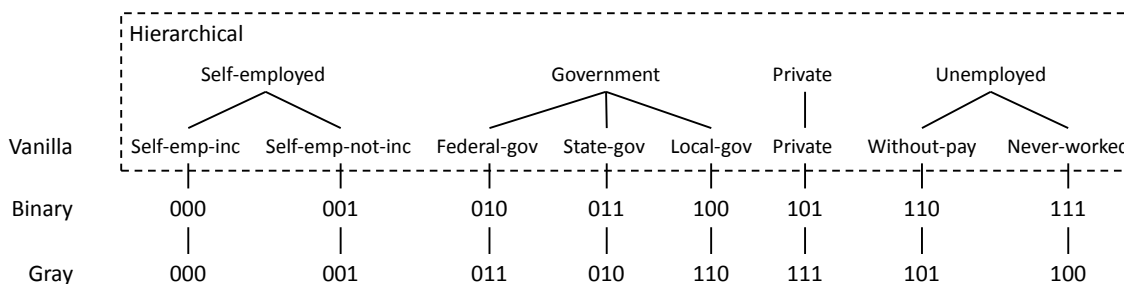 Hierarchical
Self-employed Government Private Unemployed
Vanilla Self-emp-inc Self-emp-not-inc Federal-gov State-gov Local-gov Private Without-pay Never-worked
Binary 000 001 010 011 100 101 110 111
Gray 000 001 011 010 110 111 101 100